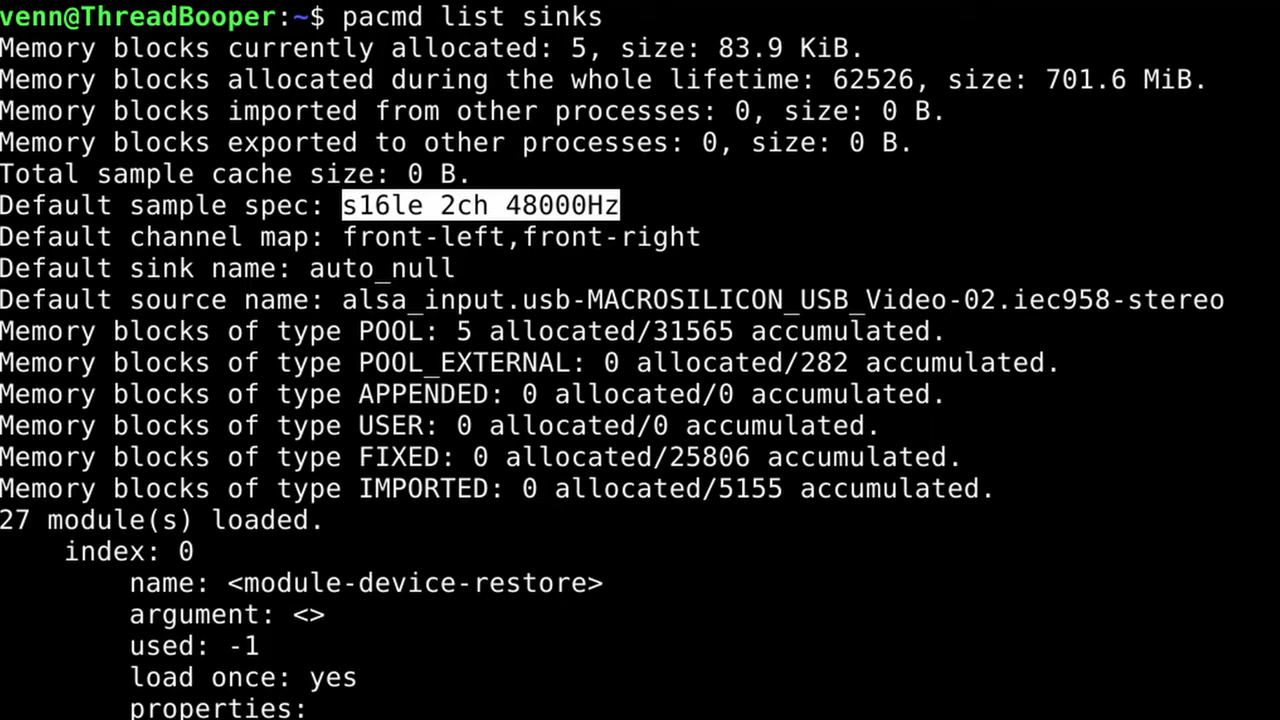 venn@ThreadBooper:~$ pacmd list sinks
Memory blocks currently allocated: 5, size: 83.9 KiB.
Memory blocks allocated during the whole lifetime: 62526, size: 701.6 MiB.
Memory blocks imported from other processes: 0, size: 0 B.
Memory blocks exported to other processes: 0, size: 0 B.
Total sample cache size: 0 B.
Default sample spec: s16le 2ch 48000Hz
Default channel map: front-left,front-right
Default sink name: auto_null
Default source name: alsa_input.usb-MACROSILICON_USB_Video-02.iec958-stereo
Memory blocks of type POOL: 5 allocated/31565 accumulated.
Memory blocks of type POOL_EXTERNAL: 0 allocated/282 accumulated.
Memory blocks of type APPENDED: 0 allocated/0 accumulated.
Memory blocks of type USER: 0 allocated/0 accumulated.
Memory blocks of type FIXED: 0 allocated/25806 accumulated.
Memory blocks of type IMPORTED: 0 allocated/5155 accumulated.
27 module(s) loaded.
    index: 0
        name: <module-device-restore>
        argument: <>
        used: -1
        load once: yes
        properties: